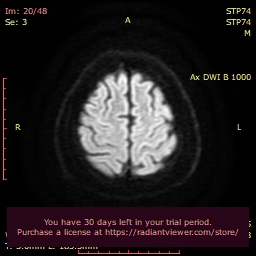 Im: 20/48
Se: 3
A
STP74
STP74
M
Ax DWI B 1000
R
L
You have 30 days left in your trial period.
Purchase a license at https://radiantviewer.com/store/